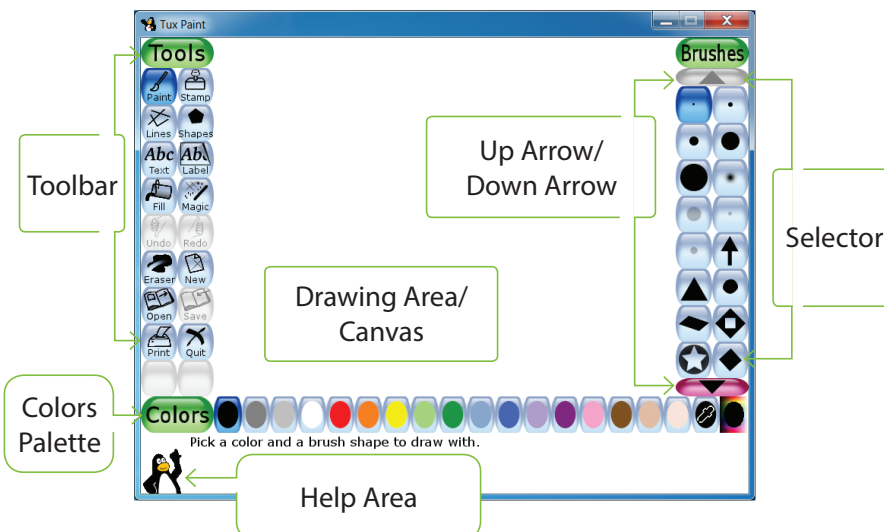 Tux Paint
Tools
Brushes
Paint Stamp
Lines Shapes
Abc Abc
Text Label
Fill Magic
Undo Redo
Eraser New
Open Save
Print Quit
Toolbar
Up Arrow/
Down Arrow
Selector
Drawing Area/
Canvas
Colors
Palette
Colors
Pick a color and a brush shape to draw with.
Help Area